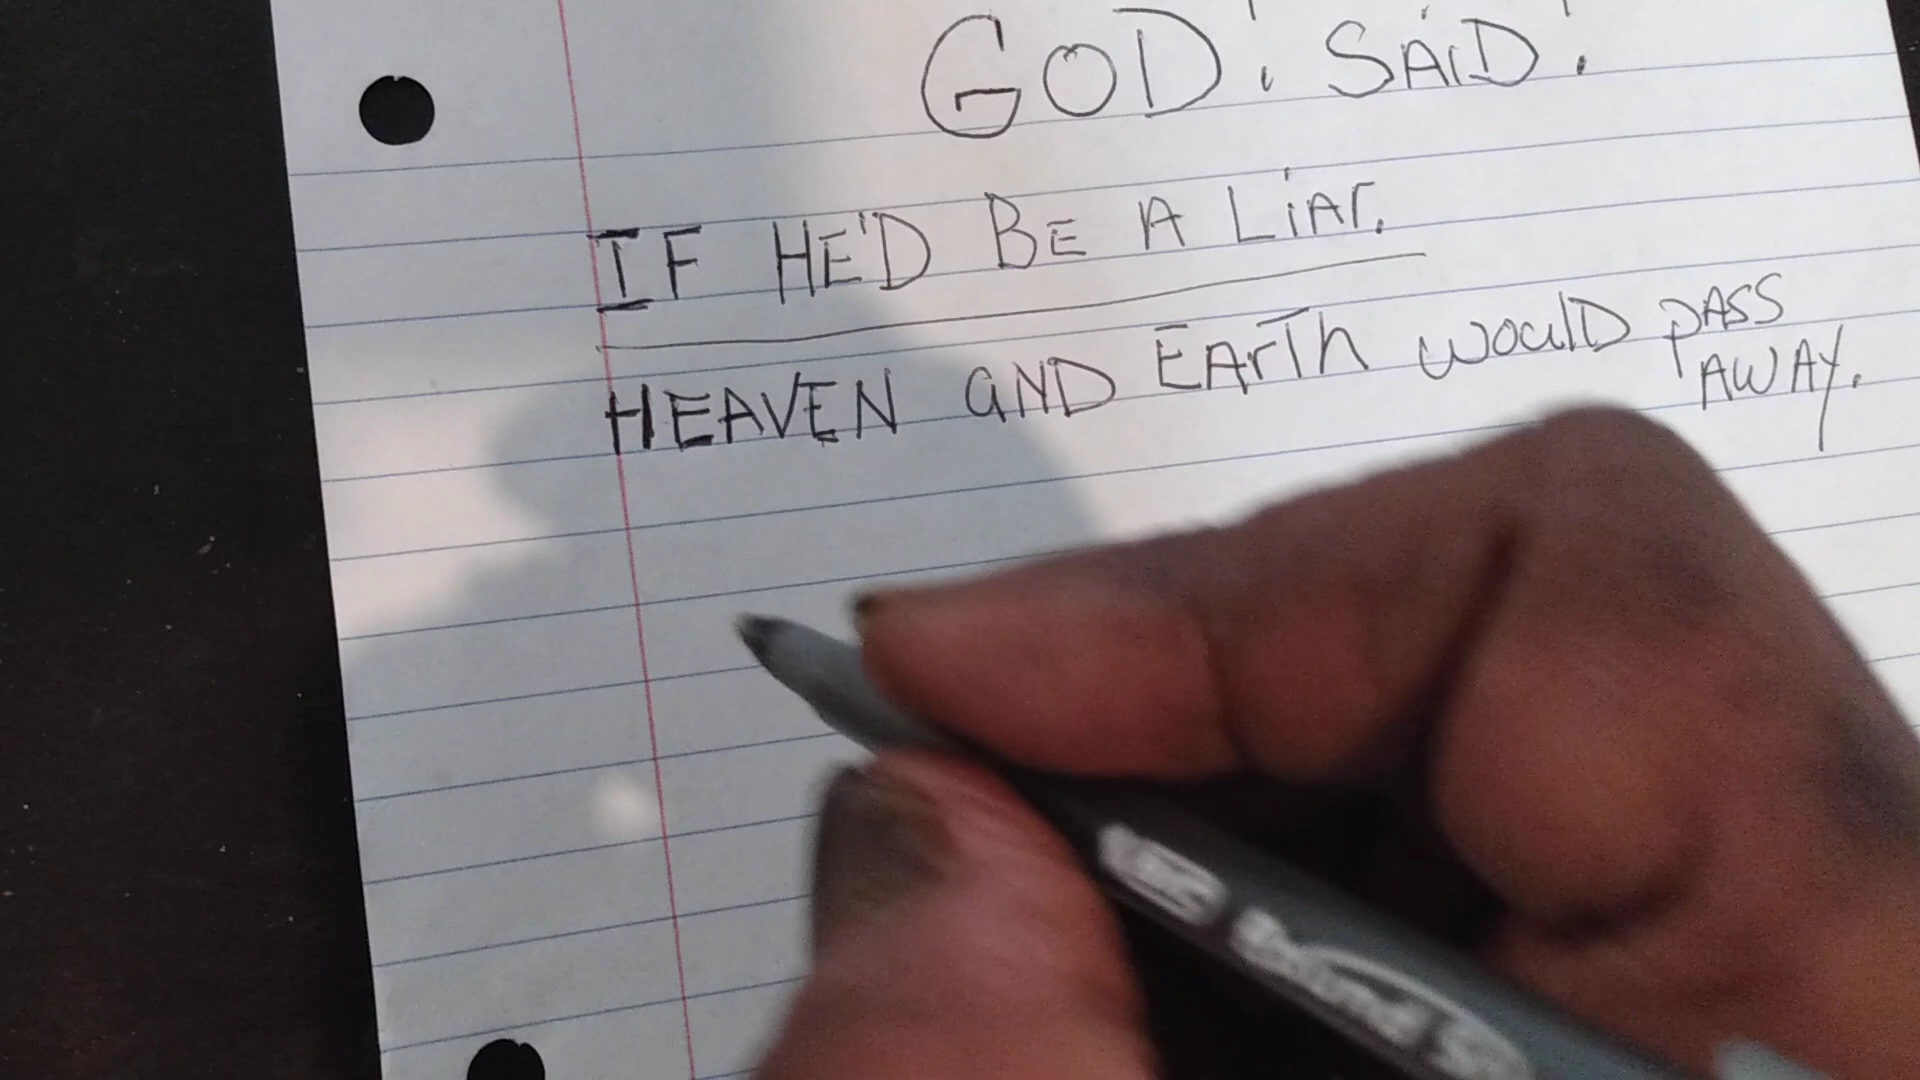 GOD! SAiD!
IF HE'D BE A LiAr.
HEAVEN aND EArTh would pASS
AWAY.